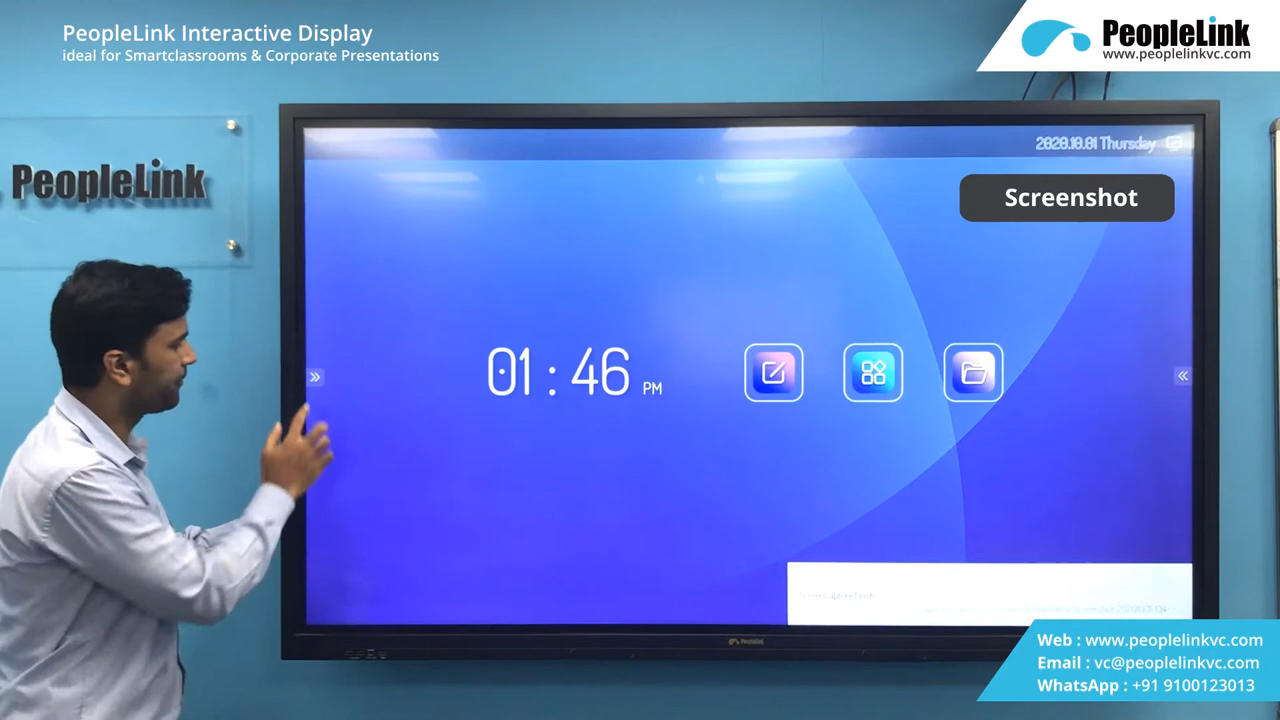 PeopleLink Interactive Display
ideal for Smartclassrooms & Corporate Presentations
PeopleLink
www.peoplelinkvc.com
PeopleLink
2020.10.01 Thursday
Screenshot
01 : 46 PM
PeopleLink
Web : www.peoplelinkvc.com
Email : vc@peoplelinkvc.com
WhatsApp : +91 9100123013